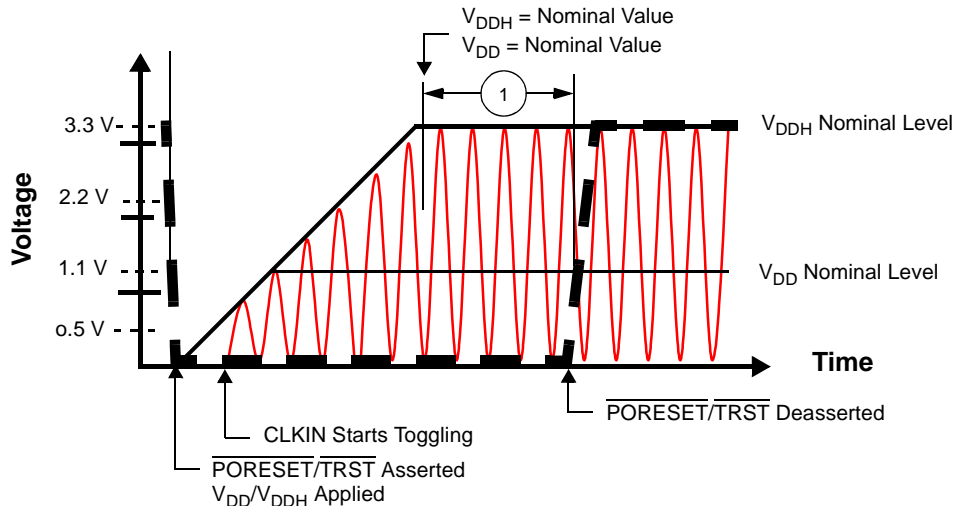 V_DDH = Nominal Value
V_DD = Nominal Value
1
3.3 V
V_DDH Nominal Level
2.2 V
Voltage
1.1 V
V_DD Nominal Level
o.5 V
Time
PORESET/TRST Deasserted
CLKIN Starts Toggling
PORESET/TRST Asserted
V_DD/V_DDH Applied